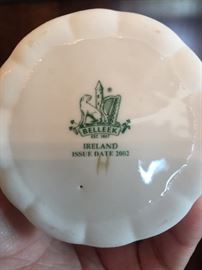 BELLEEK
EST. 1857
IRELAND
ISSUE DATE 2002